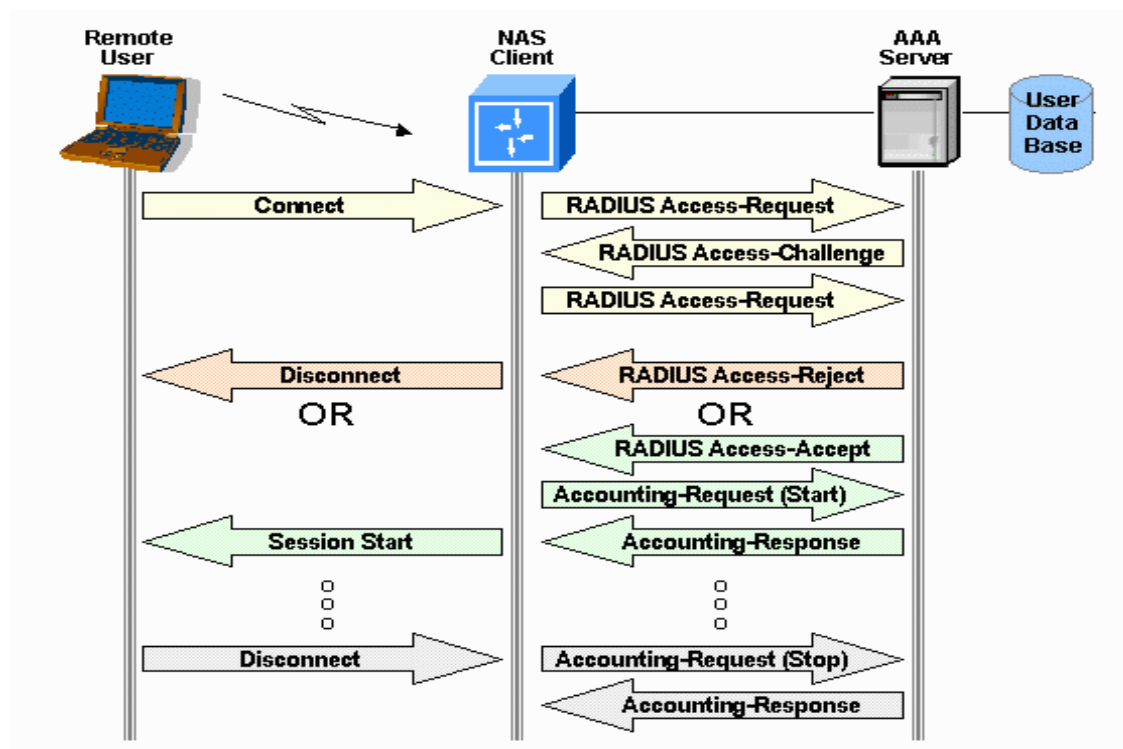 Remote
User
NAS
Client
AAA
Server
User
Data
Base
Connect
RADIUS Access-Request
RADIUS Access-Challenge
RADIUS Access-Request
Disconnect
RADIUS Access-Reject
OR
OR
RADIUS Access-Accept
Accounting-Request (Start)
Session Start
Accounting-Response
Disconnect
Accounting-Request (Stop)
Accounting-Response